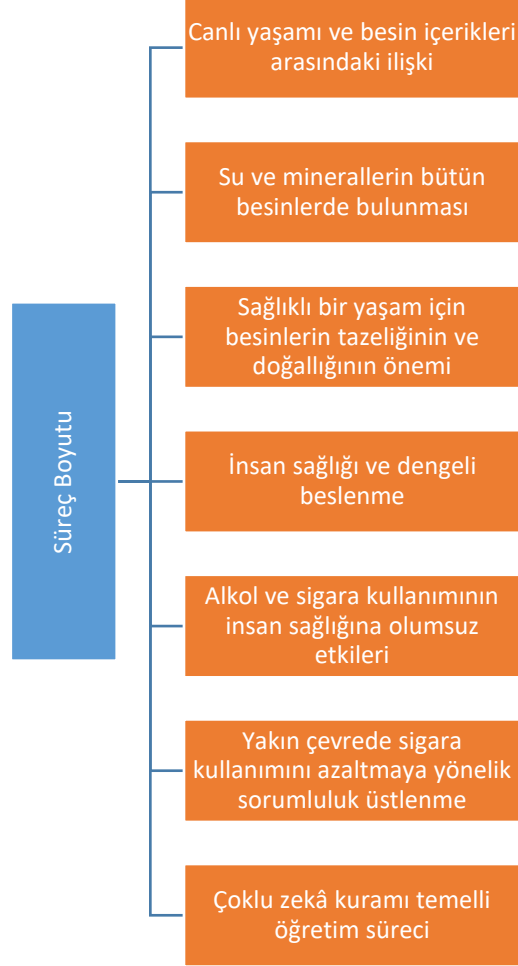 Canlı yaşamı ve besin içerikleri
arasındaki ilişki
Su ve minerallerin bütün
besinlerde bulunması
Sağlıklı bir yaşam için
besinlerin tazeliğinin ve
doğallığının önemi
Süreç Boyutu
İnsan sağlığı ve dengeli
beslenme
Alkol ve sigara kullanımının
insan sağlığına olumsuz
etkileri
Yakın çevrede sigara
kullanımını azaltmaya yönelik
sorumluluk üstlenme
Çoklu zekâ kuramı temelli
öğretim süreci